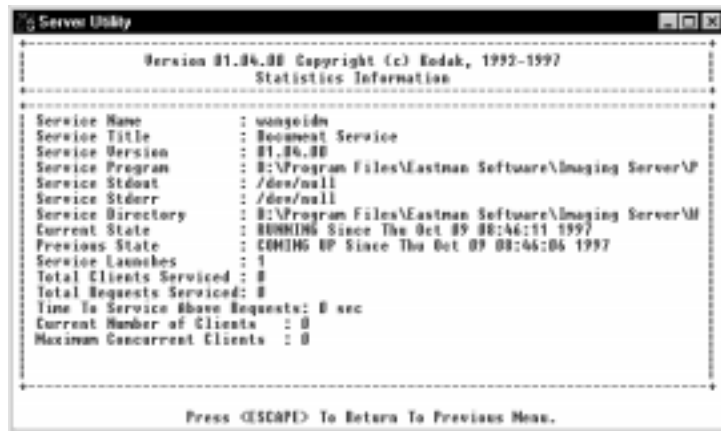 Server Utility
Version 01.04.00 Copyright (c) Kodak, 1992-1997
Statistics Information
Service Name : wangoidm
Service Title : Document Service
Service Version : 01.04.00
Service Program : D:\Program Files\Eastman Software\Imaging Server\P
Service Stdout : /dev/null
Service Stderr : /dev/null
Service Directory : D:\Program Files\Eastman Software\Imaging Server\W
Current State : RUNNING Since Thu Oct 09 08:46:11 1997
Previous State : COMING UP Since Thu Oct 09 08:46:06 1997
Service Launches : 1
Total Clients Serviced : 0
Total Requests Serviced: 0
Time To Service Above Requests: 0 sec
Current Number of Clients : 0
Maximum Concurrent Clients : 0
Press <ESCAPE> To Return To Previous Menu.